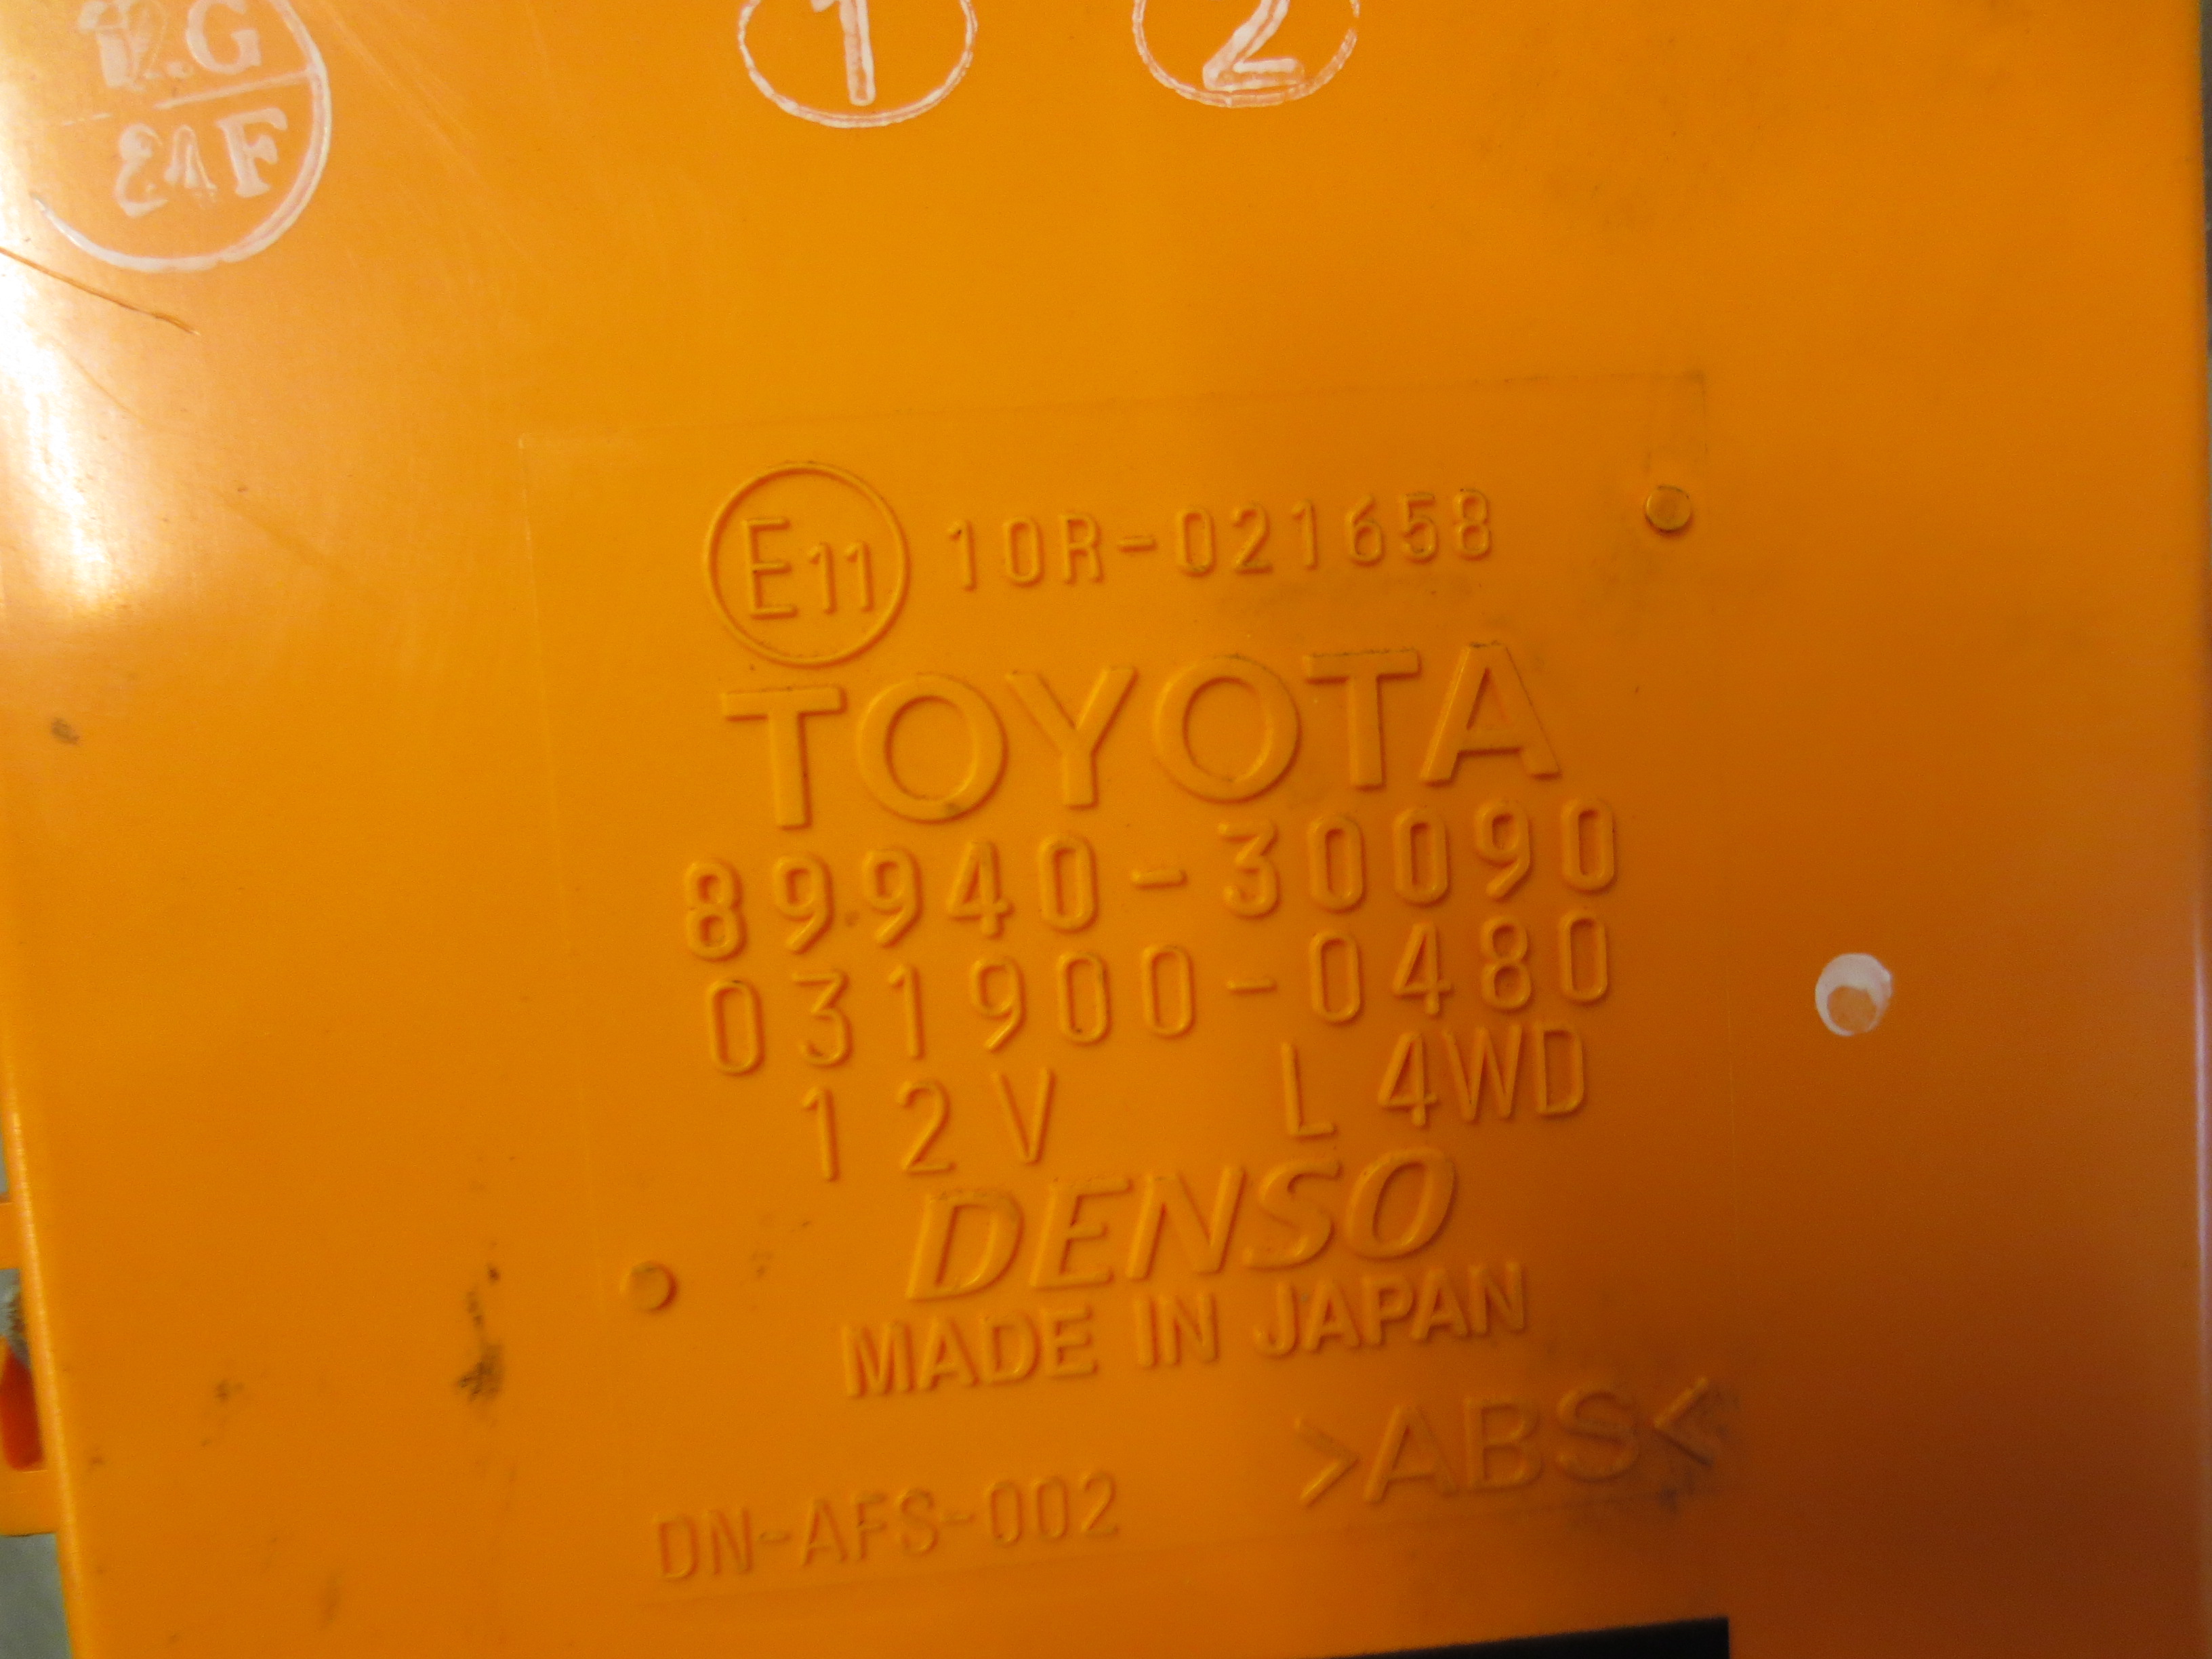 1 2
E11 10R-021658
TOYOTA
89940-30090
031900-0480
12V L 4WD
DENSO
MADE IN JAPAN
>ABS<
DN-AFS-002